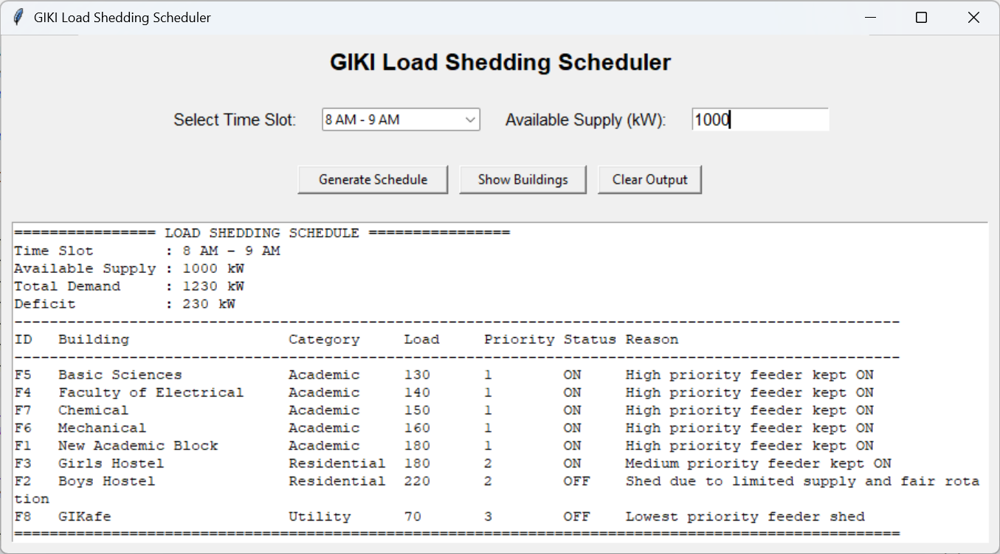 GIKI Load Shedding Scheduler
GIKI Load Shedding Scheduler
Select Time Slot: 8 AM - 9 AM Available Supply (kW): 1000
Generate Schedule Show Buildings Clear Output
================ LOAD SHEDDING SCHEDULE ================
Time Slot        : 8 AM - 9 AM
Available Supply : 1000 kW
Total Demand     : 1230 kW
Deficit          : 230 kW
----------------------------------------------------------------------------------------------------
ID   Building                  Category     Load     Priority Status Reason
----------------------------------------------------------------------------------------------------
F5   Basic Sciences            Academic     130      1        ON     High priority feeder kept ON
F4   Faculty of Electrical     Academic     140      1        ON     High priority feeder kept ON
F7   Chemical                  Academic     150      1        ON     High priority feeder kept ON
F6   Mechanical                Academic     160      1        ON     High priority feeder kept ON
F1   New Academic Block        Academic     180      1        ON     High priority feeder kept ON
F3   Girls Hostel              Residential  180      2        ON     Medium priority feeder kept ON
F2   Boys Hostel               Residential  220      2        OFF    Shed due to limited supply and fair rota
tion
F8   GIKafe                    Utility      70       3        OFF    Lowest priority feeder shed
====================================================================================================